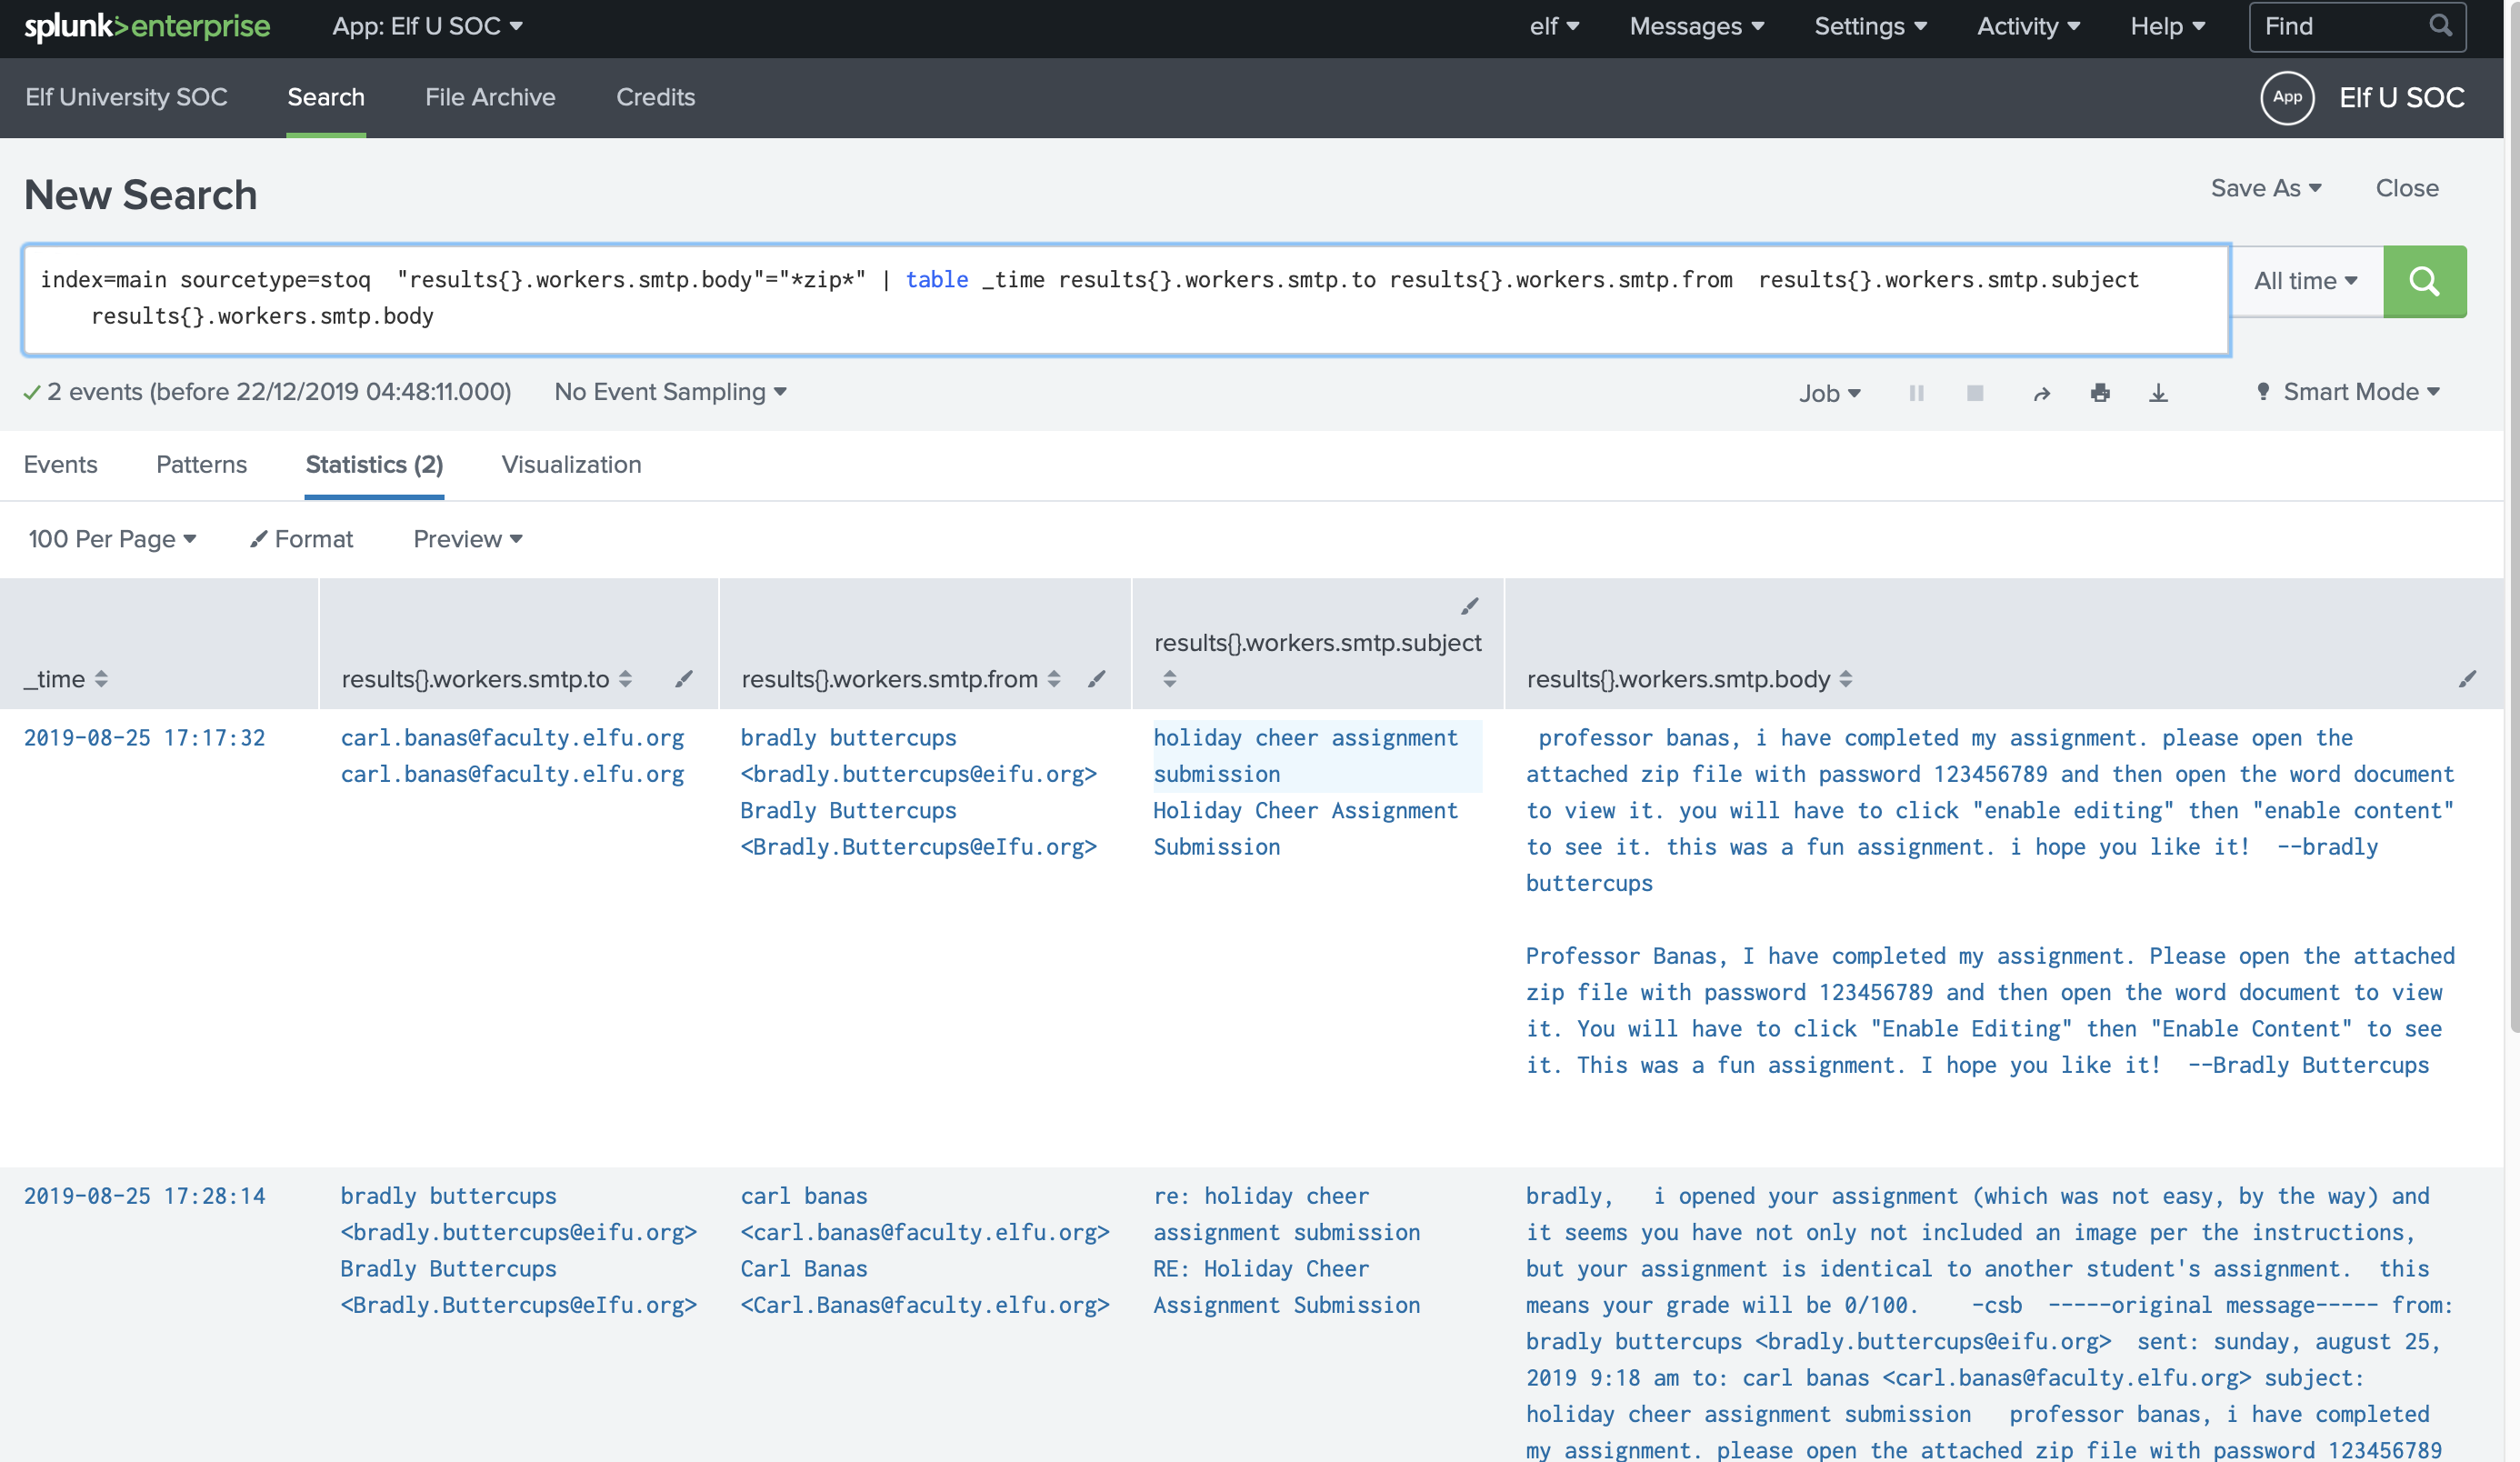 splunk>enterprise App: Elf U SOC elf Messages Settings Activity Help Find
Elf University SOC Search File Archive Credits App Elf U SOC
New Search Save As Close
index=main sourcetype=stoq  "results{}.workers.smtp.body"="*zip*" | table _time results{}.workers.smtp.to results{}.workers.smtp.from  results{}.workers.smtp.subject
results{}.workers.smtp.body
All time
2 events (before 22/12/2019 04:48:11.000) No Event Sampling Job Smart Mode
Events Patterns Statistics (2) Visualization
100 Per Page Format Preview
_time results{}.workers.smtp.to results{}.workers.smtp.from results{}.workers.smtp.subject results{}.workers.smtp.body
2019-08-25 17:17:32
carl.banas@faculty.elfu.org
carl.banas@faculty.elfu.org
bradly buttercups
<bradly.buttercups@eifu.org>
Bradly Buttercups
<Bradly.Buttercups@eIfu.org>
holiday cheer assignment
submission
Holiday Cheer Assignment
Submission
professor banas, i have completed my assignment. please open the
attached zip file with password 123456789 and then open the word document
to view it. you will have to click "enable editing" then "enable content"
to see it. this was a fun assignment. i hope you like it!  --bradly
buttercups
Professor Banas, I have completed my assignment. Please open the attached
zip file with password 123456789 and then open the word document to view
it. You will have to click "Enable Editing" then "Enable Content" to see
it. This was a fun assignment. I hope you like it!  --Bradly Buttercups
2019-08-25 17:28:14
bradly buttercups
<bradly.buttercups@eifu.org>
Bradly Buttercups
<Bradly.Buttercups@eIfu.org>
carl banas
<carl.banas@faculty.elfu.org>
Carl Banas
<Carl.Banas@faculty.elfu.org>
re: holiday cheer
assignment submission
RE: Holiday Cheer
Assignment Submission
bradly,   i opened your assignment (which was not easy, by the way) and
it seems you have not only not included an image per the instructions,
but your assignment is identical to another student's assignment.  this
means your grade will be 0/100.    -csb  -----original message----- from:
bradly buttercups <bradly.buttercups@eifu.org>  sent: sunday, august 25,
2019 9:18 am to: carl banas <carl.banas@faculty.elfu.org> subject:
holiday cheer assignment submission   professor banas, i have completed
my assignment. please open the attached zip file with password 123456789